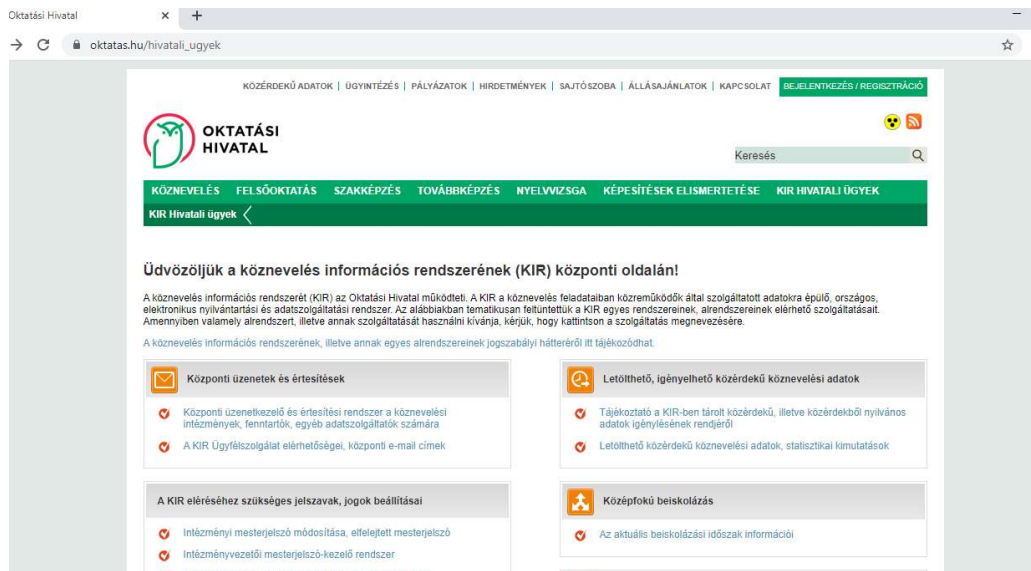 Oktatási Hivatal
oktatas.hu/hivatali_ugyek
KÖZÉRDEKŰ ADATOK | ÜGYINTÉZÉS | PÁLYÁZATOK | HIRDETMÉNYEK | SAJTÓSZOBA | ÁLLÁSAJÁNLATOK | KAPCSOLAT BEJELENTKEZÉS / REGISZTRÁCIÓ
OKTATÁSI
HIVATAL
Keresés
KÖZNEVELÉS FELSŐOKTATÁS SZAKKÉPZÉS TOVÁBBKÉPZÉS NYELVVIZSGA KÉPESÍTÉSEK ELISMERTETÉSE KIR HIVATALI ÜGYEK
KIR Hivatali ügyek
Üdvözöljük a köznevelés információs rendszerének (KIR) központi oldalán!
A köznevelés információs rendszerét (KIR) az Oktatási Hivatal működteti. A KIR a köznevelés feladataiban közreműködők által szolgáltatott adatokra épülő, országos,
elektronikus nyilvántartási és adatszolgáltatási rendszer. Az alábbiakban tematikusan feltüntettük a KIR egyes rendszereinek, alrendszereinek elérhető szolgáltatásait.
Amennyiben valamely alrendszert, illetve annak szolgáltatását használni kívánja, kérjük, hogy kattintson a szolgáltatás megnevezésére.
A köznevelés információs rendszerének, illetve annak egyes alrendszereinek jogszabályi hátteréről itt tájékozódhat.
Központi üzenetek és értesítések
Központi üzenetkezelő és értesítési rendszer a köznevelési
intézmények, fenntartók, egyéb adatszolgáltatók számára
A KIR Ügyfélszolgálat elérhetőségei, központi e-mail címek
Letölthető, igényelhető közérdekű köznevelési adatok
Tájékoztató a KIR-ben tárolt közérdekű, illetve közérdekből nyilvános
adatok igénylésének rendjéről
Letölthető közérdekű köznevelési adatok, statisztikai kimutatások
A KIR eléréséhez szükséges jelszavak, jogok beállításai
Intézményi mesterjelszó módosítása, elfelejtett mesterjelszó
Intézményvezetői mesterjelszó-kezelő rendszer
Középfokú beiskolázás
Az aktuális beiskolázási időszak információi